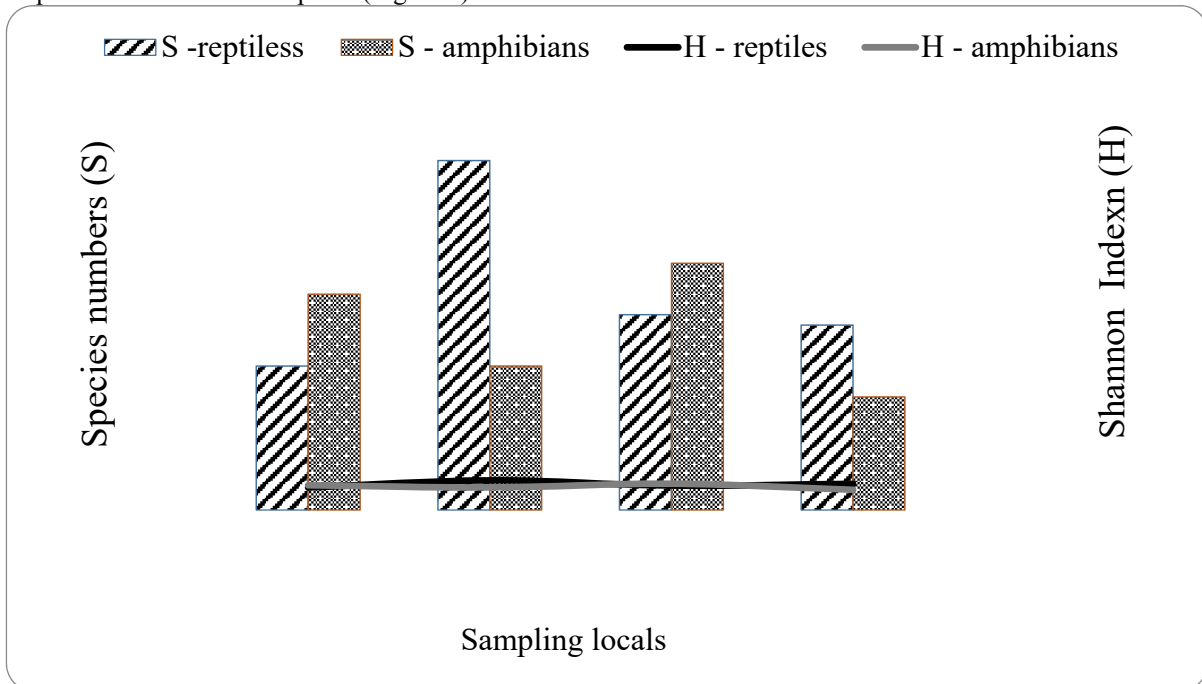 S -reptiless S - amphibians H - reptiles H - amphibians
Species numbers (S)
Shannon Indexn (H)
Sampling locals